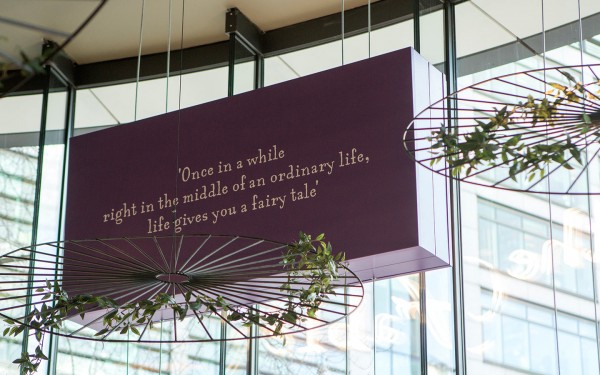 'Once in a while
right in the middle of an ordinary life,
life gives you a fairy tale'